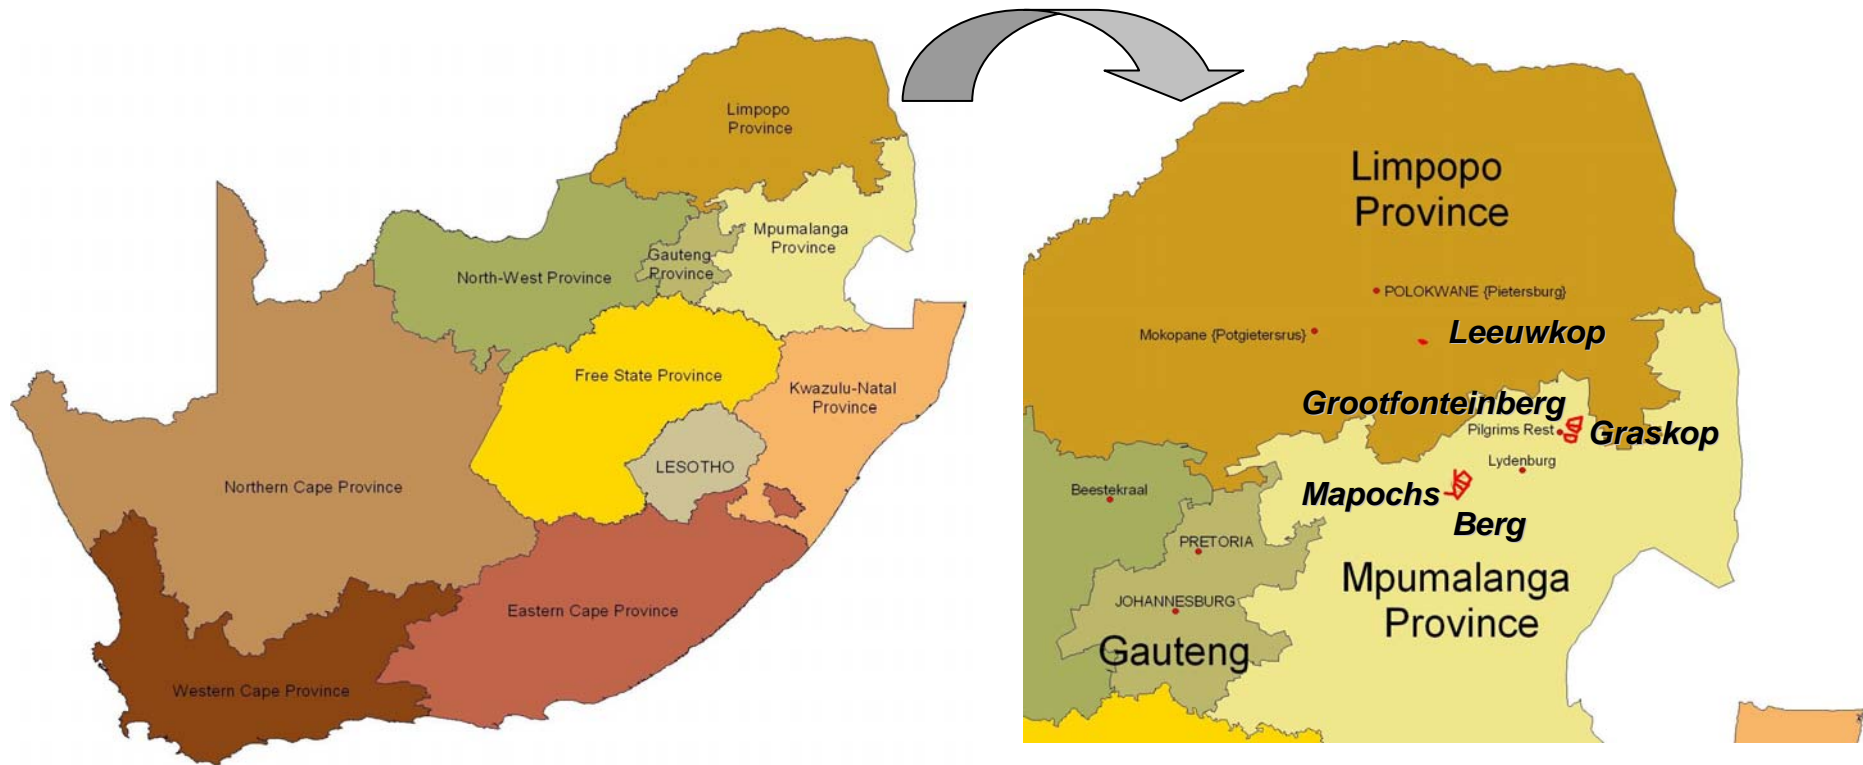 Limpopo
Province
Mpumalanga
Province
Gauteng
Province
North-West Province
Free State Province
Kwazulu-Natal
Province
LESOTHO
Northern Cape Province
Eastern Cape Province
Western Cape Province
Limpopo
Province
POLOKWANE {Pietersburg}
Mokopane {Potgietersrus}
Leeuwkop
Grootfonteinberg
Pilgrims Rest
Graskop
Lydenburg
Beestekraal
Mapochs
Berg
PRETORIA
Mpumalanga
Province
JOHANNESBURG
Gauteng